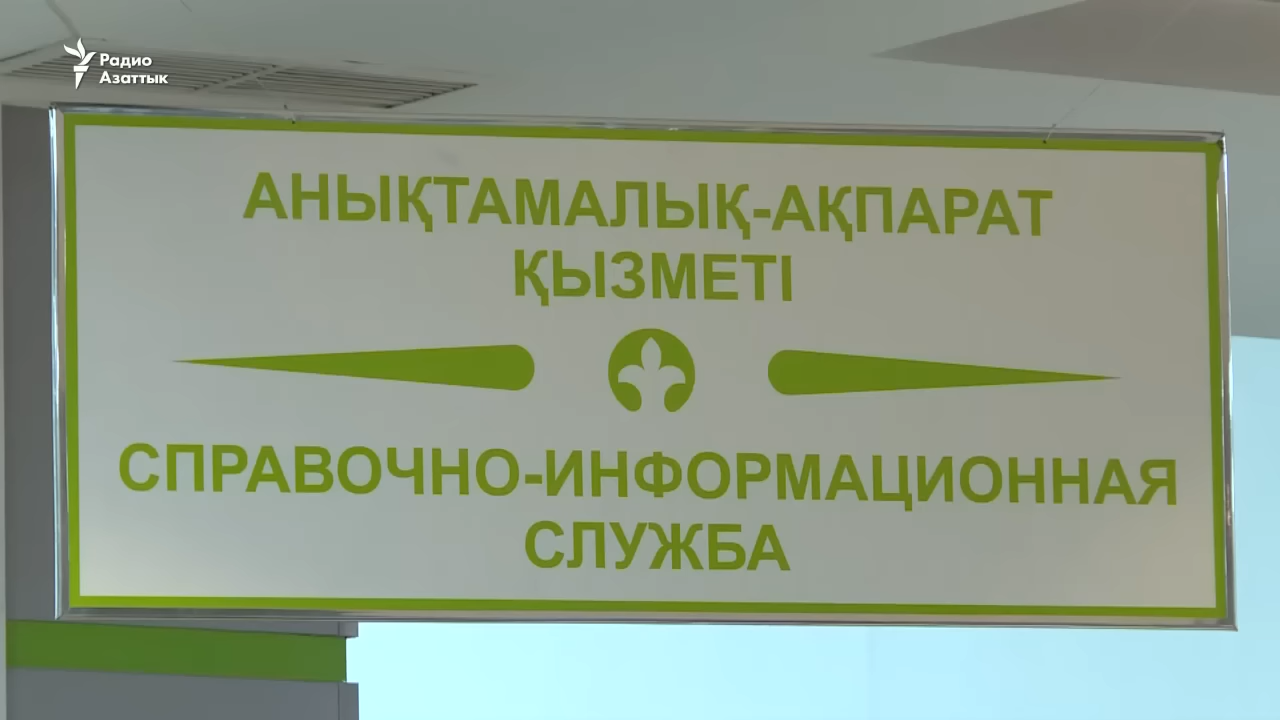 Радио
Азаттык
АНЫҚТАМАЛЫҚ-АҚПАРАТ
ҚЫЗМЕТІ
СПРАВОЧНО-ИНФОРМАЦИОННАЯ
СЛУЖБА